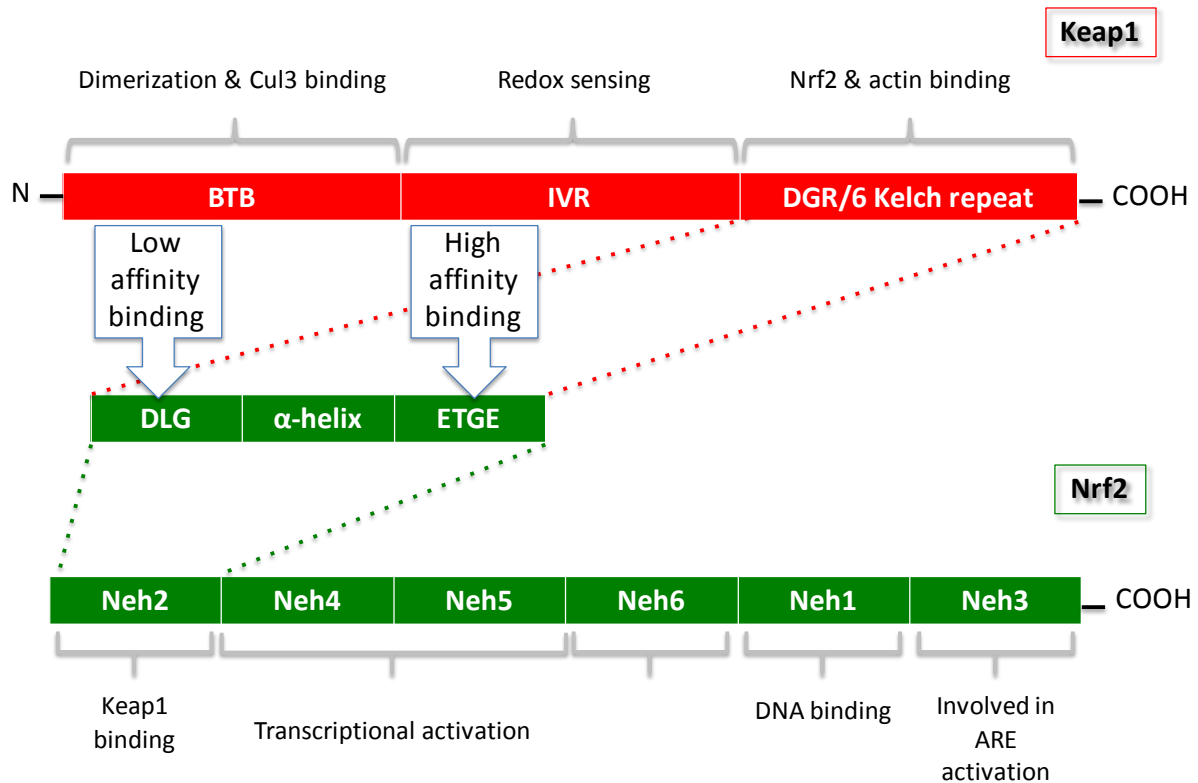 Keap1
Dimerization & Cul3 binding
Redox sensing
Nrf2 & actin binding
N
BTB
IVR
DGR/6 Kelch repeat
COOH
Low
affinity
binding
High
affinity
binding
DLG
α-helix
ETGE
Nrf2
Neh2
Neh4
Neh5
Neh6
Neh1
Neh3
COOH
Keap1
binding
Transcriptional activation
DNA binding
Involved in
ARE
activation